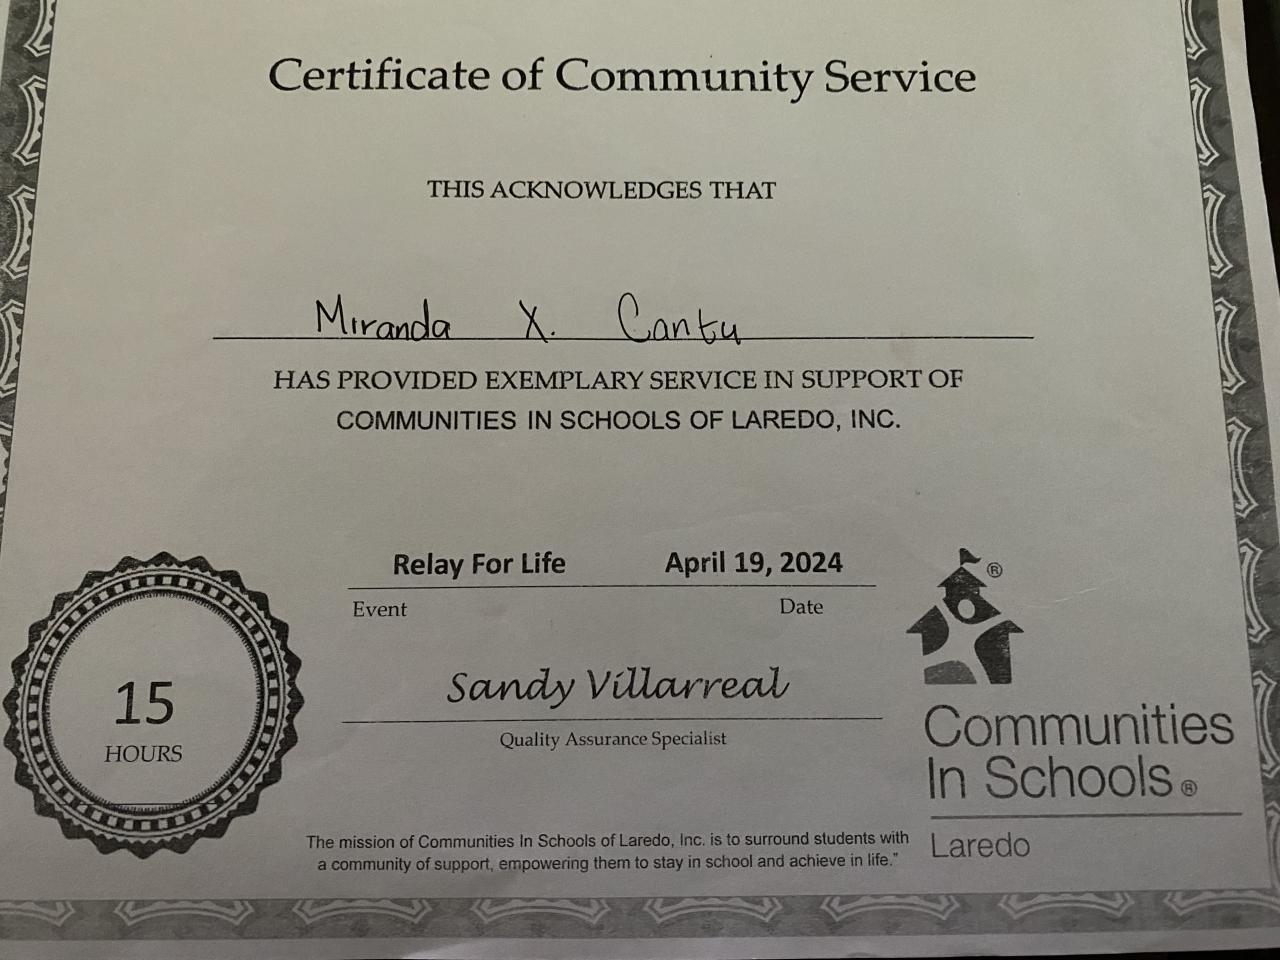 Certificate of Community Service
THIS ACKNOWLEDGES THAT
Miranda X. Cantu
HAS PROVIDED EXEMPLARY SERVICE IN SUPPORT OF
COMMUNITIES IN SCHOOLS OF LAREDO, INC.
Relay For Life April 19, 2024
Event Date
Sandy Villarreal
Quality Assurance Specialist
15
HOURS
®
Communities
In Schools®
Laredo
The mission of Communities In Schools of Laredo, Inc. is to surround students with
a community of support, empowering them to stay in school and achieve in life."